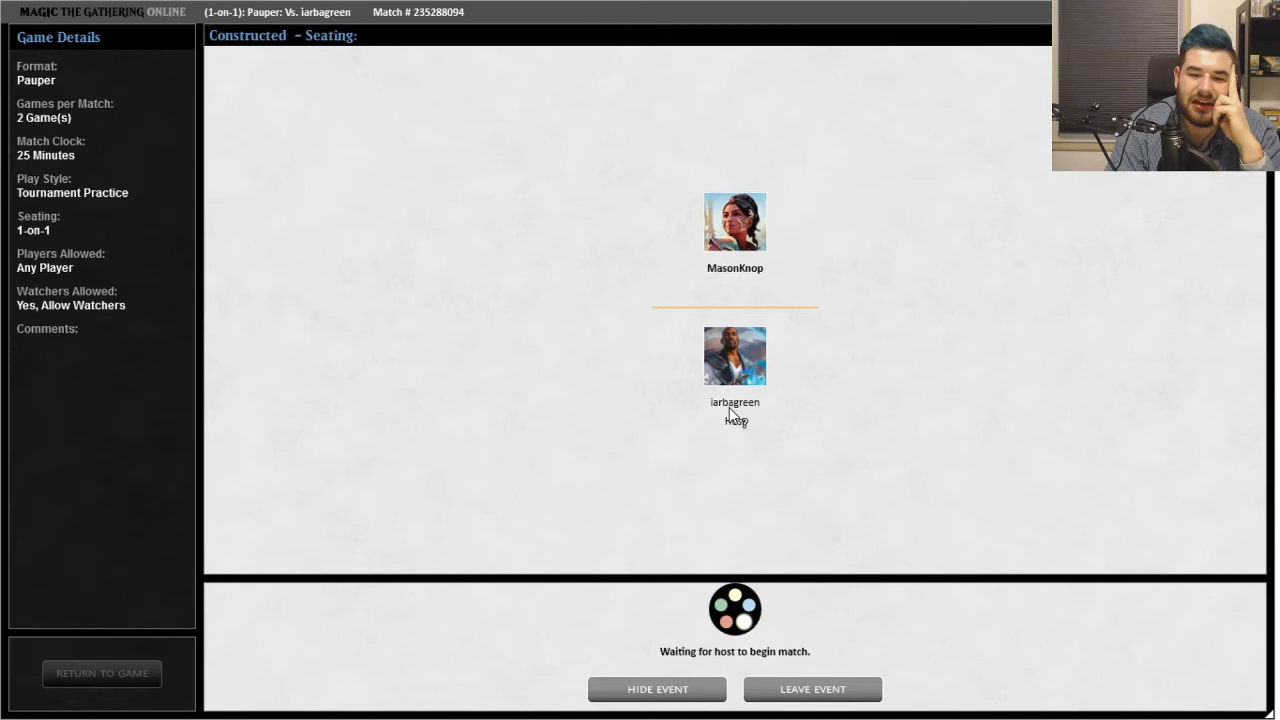 MAGIC THE GATHERING ONLINE (1-on-1): Pauper: Vs. iarbagreen Match # 235288094
Game Details
Format:
Pauper
Games per Match:
2 Game(s)
Match Clock:
25 Minutes
Play Style:
Tournament Practice
Seating:
1-on-1
Players Allowed:
Any Player
Watchers Allowed:
Yes, Allow Watchers
Comments:
RETURN TO GAME
Constructed - Seating:
MasonKnop
iarbagreen
Waiting for host to begin match.
HIDE EVENT LEAVE EVENT